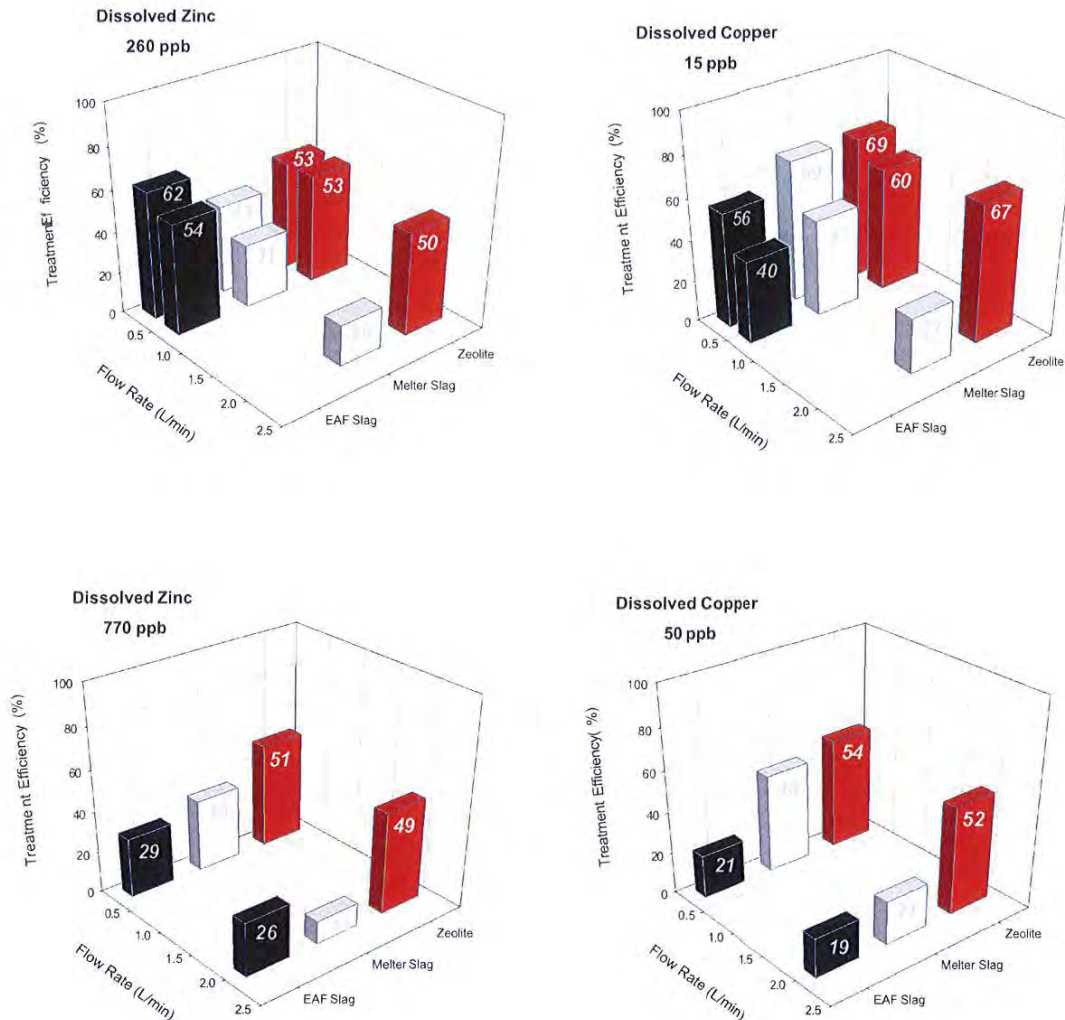 Dissolved Zinc
260 ppb
Treatment Ef ficiency (%)
100
80
60
40
20
0
62
54
53
53
50
0.5
1.0
1.5
2.0
2.5
Flow Rate (L/min)
EAF Slag
Melter Slag
Zeolite
Dissolved Copper
15 ppb
Treatme nt Efficiency (%)
100
80
60
40
20
0
56
40
69
60
67
0.5
1.0
1.5
2.0
2.5
Flow Rate (L/min)
EAF Slag
Melter Slag
Zeolite
Dissolved Zinc
770 ppb
Treatme nt Efficiency (%)
100
80
60
40
20
0
29
51
26
49
0.5
1.0
1.5
2.0
2.5
Flow Rate (L/min)
EAF Slag
Melter Slag
Zeolite
Dissolved Copper
50 ppb
Treatment Efficiency( %)
100
80
60
40
20
0
21
54
19
52
0.5
1.0
1.5
2.0
2.5
Flow Rate (L/min)
EAF Slag
Melter Slag
Zeolite